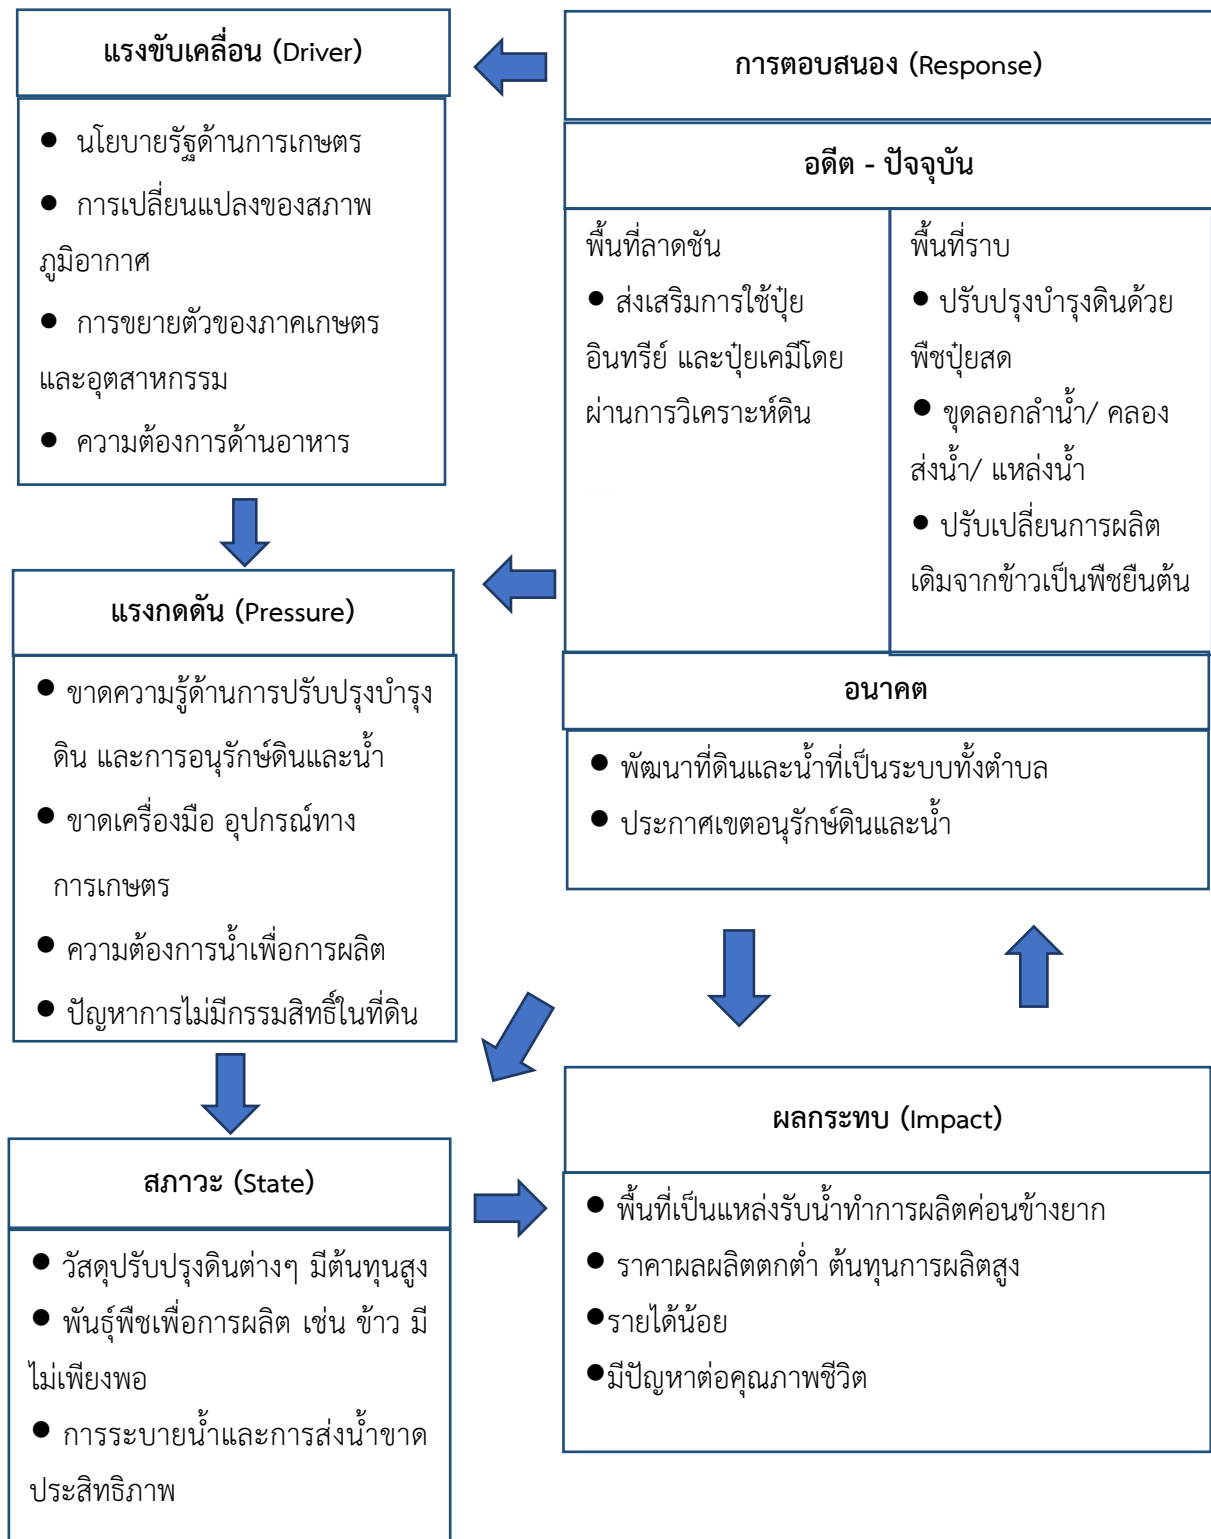 แรงขับเคลื่อน (Driver)
● นโยบายรัฐด้านการเกษตร
● การเปลี่ยนแปลงของสภาพ
ภูมิอากาศ
● การขยายตัวของภาคเกษตร
และอุตสาหกรรม
● ความต้องการด้านอาหาร
แรงกดดัน (Pressure)
● ขาดความรู้ด้านการปรับปรุงบำรุง
ดิน และการอนุรักษ์ดินและน้ำ
● ขาดเครื่องมือ อุปกรณ์ทาง
การเกษตร
● ความต้องการน้ำเพื่อการผลิต
● ปัญหาการไม่มีกรรมสิทธิ์ในที่ดิน
สภาวะ (State)
● วัสดุปรับปรุงดินต่างๆ มีต้นทุนสูง
● พันธุ์พืชเพื่อการผลิต เช่น ข้าว มี
ไม่เพียงพอ
● การระบายน้ำและการส่งน้ำขาด
ประสิทธิภาพ
การตอบสนอง (Response)
อดีต - ปัจจุบัน
พื้นที่ลาดชัน
● ส่งเสริมการใช้ปุ๋ย
อินทรีย์ และปุ๋ยเคมีโดย
ผ่านการวิเคราะห์ดิน
พื้นที่ราบ
● ปรับปรุงบำรุงดินด้วย
พืชปุ๋ยสด
● ขุดลอกลำน้ำ/ คลอง
ส่งน้ำ/ แหล่งน้ำ
● ปรับเปลี่ยนการผลิต
เดิมจากข้าวเป็นพืชยืนต้น
อนาคต
● พัฒนาที่ดินและน้ำที่เป็นระบบทั้งตำบล
● ประกาศเขตอนุรักษ์ดินและน้ำ
ผลกระทบ (Impact)
● พื้นที่เป็นแหล่งรับน้ำทำการผลิตค่อนข้างยาก
● ราคาผลผลิตตกต่ำ ต้นทุนการผลิตสูง
●รายได้น้อย
●มีปัญหาต่อคุณภาพชีวิต